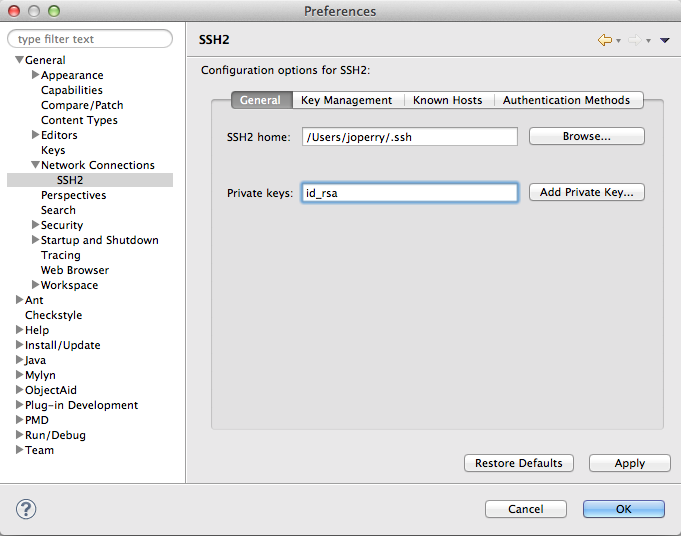 Preferences
type filter text
General
Appearance
Capabilities
Compare/Patch
Content Types
Editors
Keys
Network Connections
SSH2
Perspectives
Search
Security
Startup and Shutdown
Tracing
Web Browser
Workspace
Ant
Checkstyle
Help
Install/Update
Java
Mylyn
ObjectAid
Plug-in Development
PMD
Run/Debug
Team
SSH2
Configuration options for SSH2:
General Key Management Known Hosts Authentication Methods
SSH2 home: /Users/joperry/.ssh Browse...
Private keys: id_rsa Add Private Key...
Restore Defaults Apply
? Cancel OK